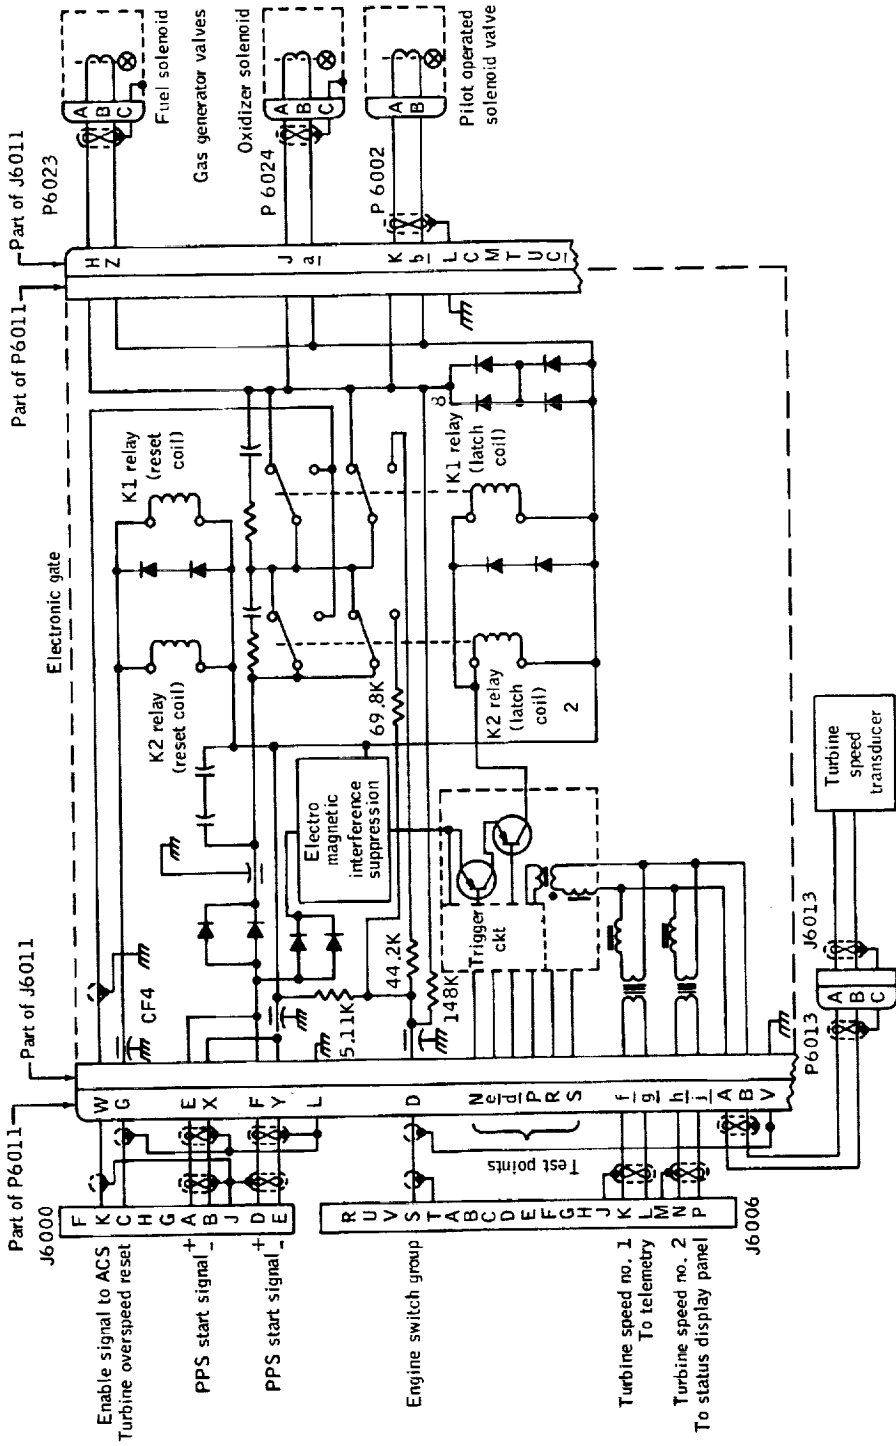 Part of J6011
Part of P6011
P6023
A
B
C
Fuel solenoid
Gas generator valves
Oxidizer solenoid
P6024
A
B
C
P6002
A
B
Pilot operated
solenoid valve
H
Z
J
a
K
b
L
C
M
T
U
C
Electronic gate
K1 relay
(reset
coil)
K2 relay
(reset coil)
8
K1 relay
(latch
coil)
K2 relay
(latch
coil)
2
69.8K
Electro
magnetic
interference
suppression
Trigger
ckt
44.2K
148K
5.11K
CF4
Turbine
speed
transducer
J6013
P6013
A
B
C
Part of J6011
Part of P6011
W
G
E
X
F
Y
L
D
N
e
d
P
R
S
f
g
h
j
A
B
V
Test points
J6000
F
K
C
H
G
A
B
J
D
E
R
U
V
S
T
A
B
C
D
E
F
G
H
J
K
L
M
N
P
J6006
Enable signal to ACS
Turbine overspeed reset
PPS start signal + -
PPS start signal + -
Engine switch group
Turbine speed no. 1
To telemetry
Turbine speed no. 2
To status display panel